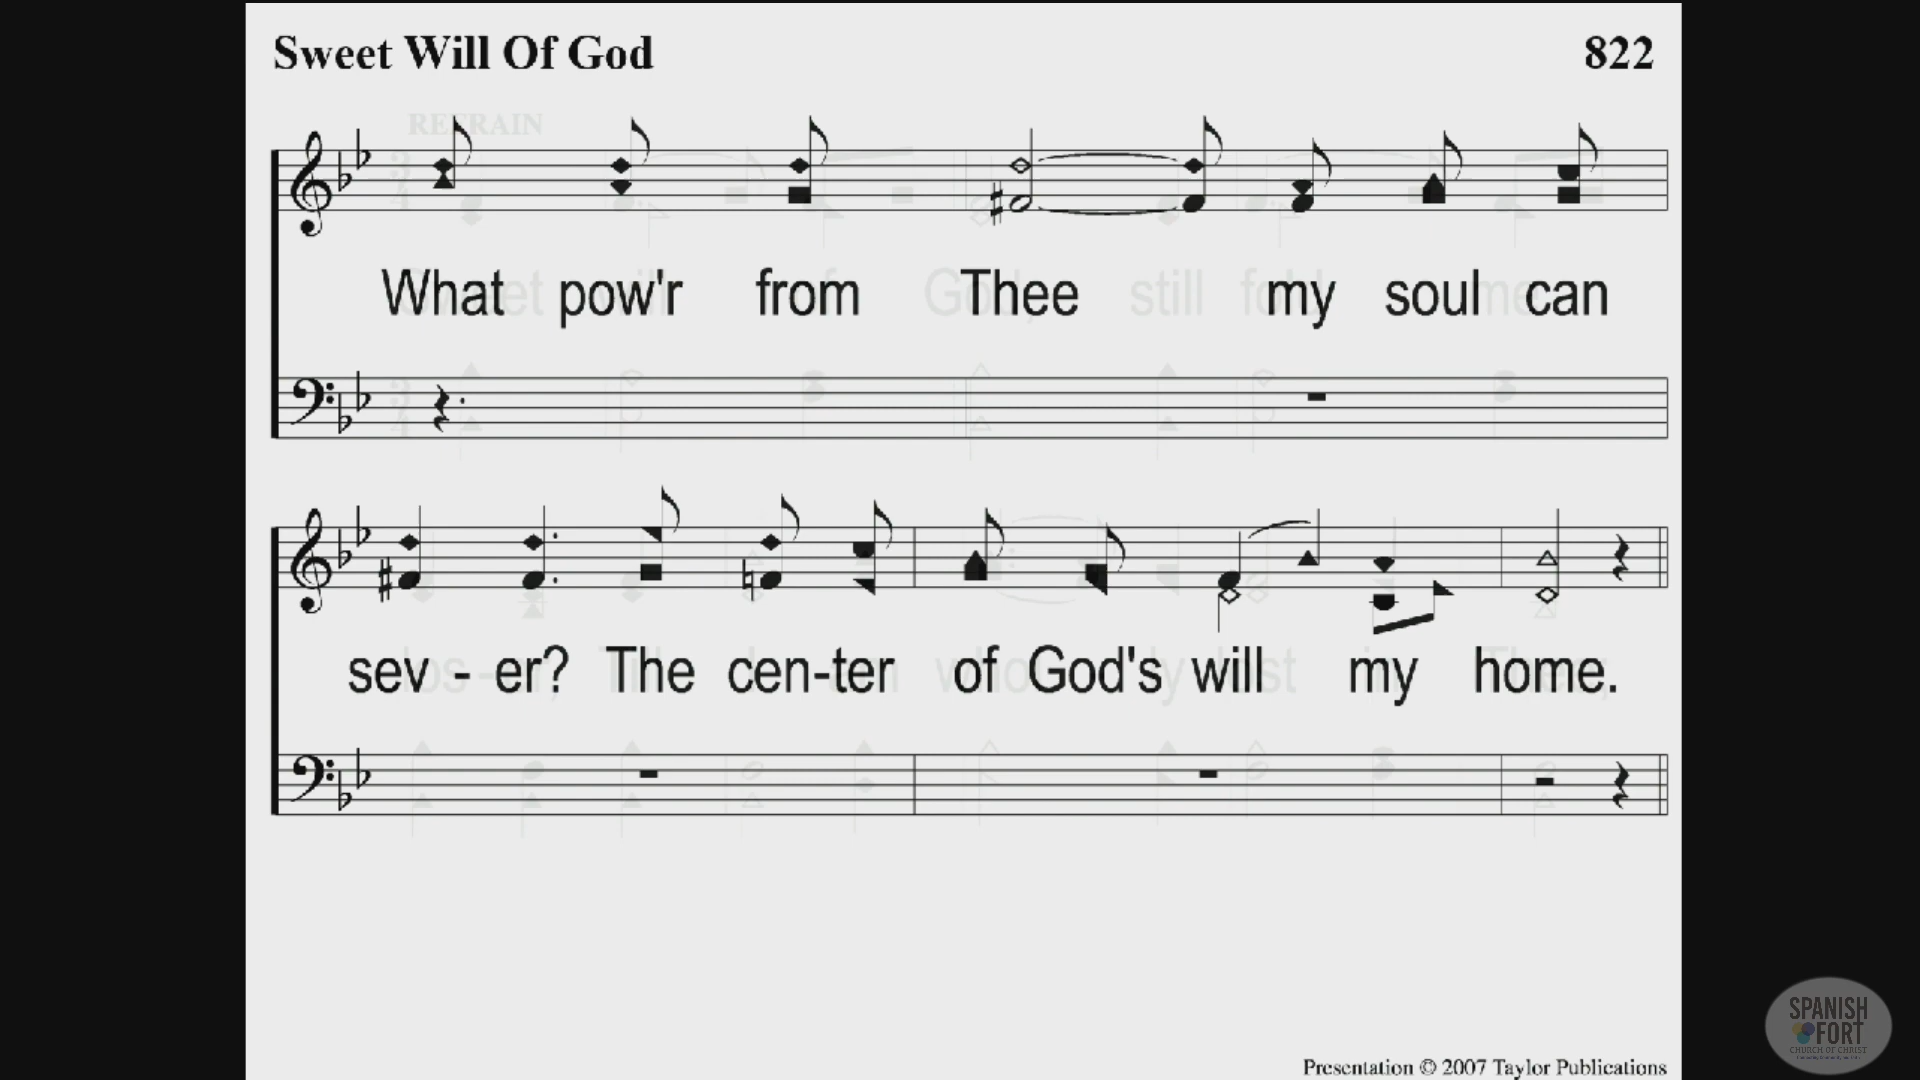 Sweet Will Of God 822
REFRAIN
What pow'r from Thee my soul can
sev - er? The cen-ter of God's will my home.
SPANISH
FORT
CHURCH OF CHRIST
Presentation © 2007 Taylor Publications